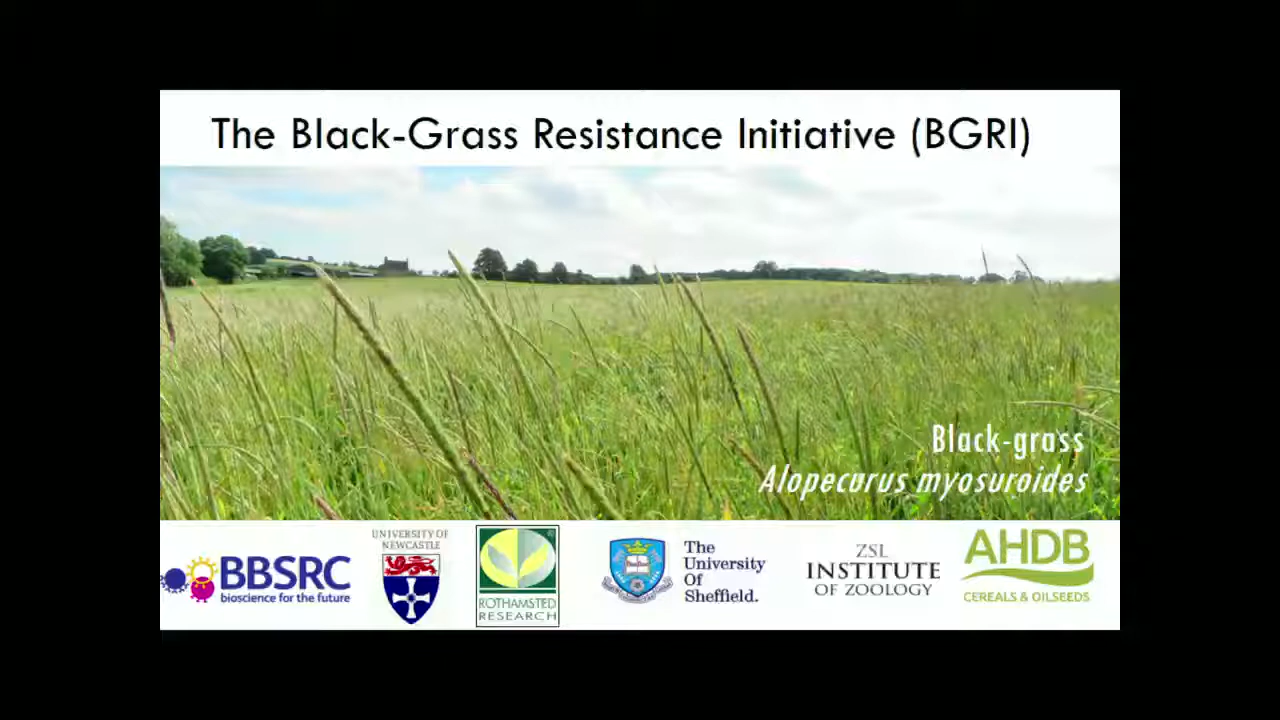 The Black-Grass Resistance Initiative (BGRI)
Black-grass
Alopecurus myosuroides
BBSRC
bioscience for the future
UNIVERSITY OF
NEWCASTLE
ROTHAMSTED
RESEARCH
The
University
Of
Sheffield.
ZSL
INSTITUTE
OF ZOOLOGY
AHDB
CEREALS & OILSEEDS